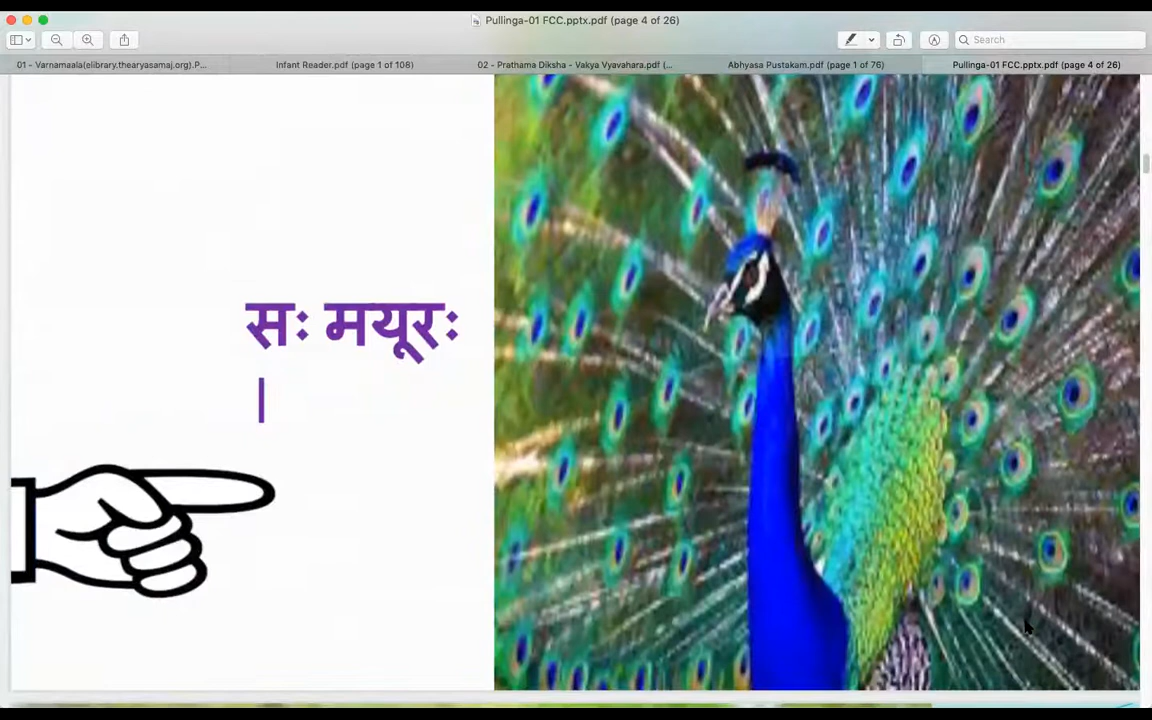 Pullinga-01 FCC.pptx.pdf (page 4 of 26)
Search
01 - Varnamaala(elibrary.thearyasamaj.org).P...
Infant Reader.pdf (page 1 of 108)
02 - Prathama Diksha - Vakya Vyavahara.pdf (...
Abhyasa Pustakam.pdf (page 1 of 76)
Pullinga-01 FCC.pptx.pdf (page 4 of 26)
सः मयूरः
।